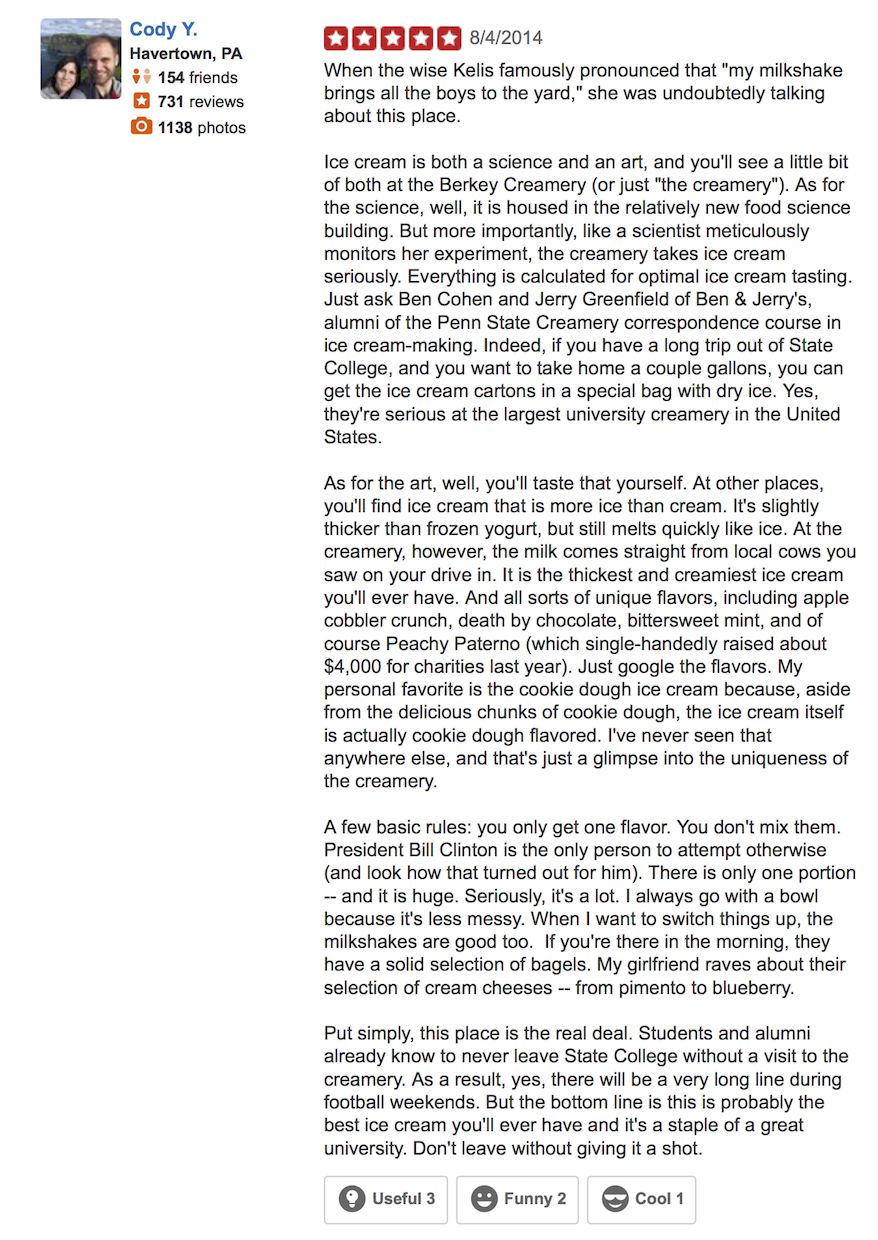 Cody Y.
Havertown, PA
154 friends
731 reviews
1138 photos
8/4/2014
When the wise Kelis famously pronounced that "my milkshake
brings all the boys to the yard," she was undoubtedly talking
about this place.
Ice cream is both a science and an art, and you'll see a little bit
of both at the Berkey Creamery (or just "the creamery"). As for
the science, well, it is housed in the relatively new food science
building. But more importantly, like a scientist meticulously
monitors her experiment, the creamery takes ice cream
seriously. Everything is calculated for optimal ice cream tasting.
Just ask Ben Cohen and Jerry Greenfield of Ben & Jerry's,
alumni of the Penn State Creamery correspondence course in
ice cream-making. Indeed, if you have a long trip out of State
College, and you want to take home a couple gallons, you can
get the ice cream cartons in a special bag with dry ice. Yes,
they're serious at the largest university creamery in the United
States.
As for the art, well, you'll taste that yourself. At other places,
you'll find ice cream that is more ice than cream. It's slightly
thicker than frozen yogurt, but still melts quickly like ice. At the
creamery, however, the milk comes straight from local cows you
saw on your drive in. It is the thickest and creamiest ice cream
you'll ever have. And all sorts of unique flavors, including apple
cobbler crunch, death by chocolate, bittersweet mint, and of
course Peachy Paterno (which single-handedly raised about
$4,000 for charities last year). Just google the flavors. My
personal favorite is the cookie dough ice cream because, aside
from the delicious chunks of cookie dough, the ice cream itself
is actually cookie dough flavored. I've never seen that
anywhere else, and that's just a glimpse into the uniqueness of
the creamery.
A few basic rules: you only get one flavor. You don't mix them.
President Bill Clinton is the only person to attempt otherwise
(and look how that turned out for him). There is only one portion
-- and it is huge. Seriously, it's a lot. I always go with a bowl
because it's less messy. When I want to switch things up, the
milkshakes are good too.  If you're there in the morning, they
have a solid selection of bagels. My girlfriend raves about their
selection of cream cheeses -- from pimento to blueberry.
Put simply, this place is the real deal. Students and alumni
already know to never leave State College without a visit to the
creamery. As a result, yes, there will be a very long line during
football weekends. But the bottom line is this is probably the
best ice cream you'll ever have and it's a staple of a great
university. Don't leave without giving it a shot.
Useful 3 Funny 2 Cool 1